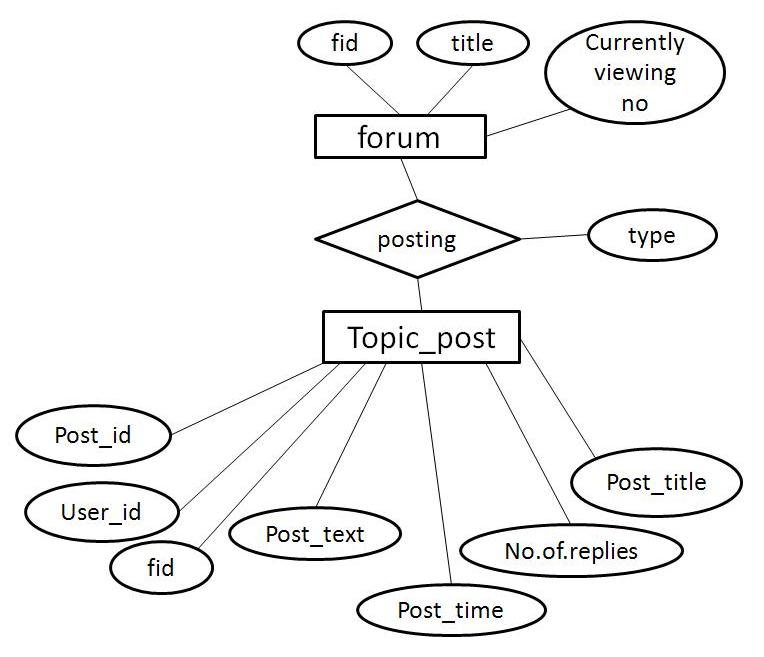 fid
title
Currently
viewing
no
forum
posting
type
Topic_post
Post_id
Post_title
User_id
Post_text
No.of.replies
fid
Post_time